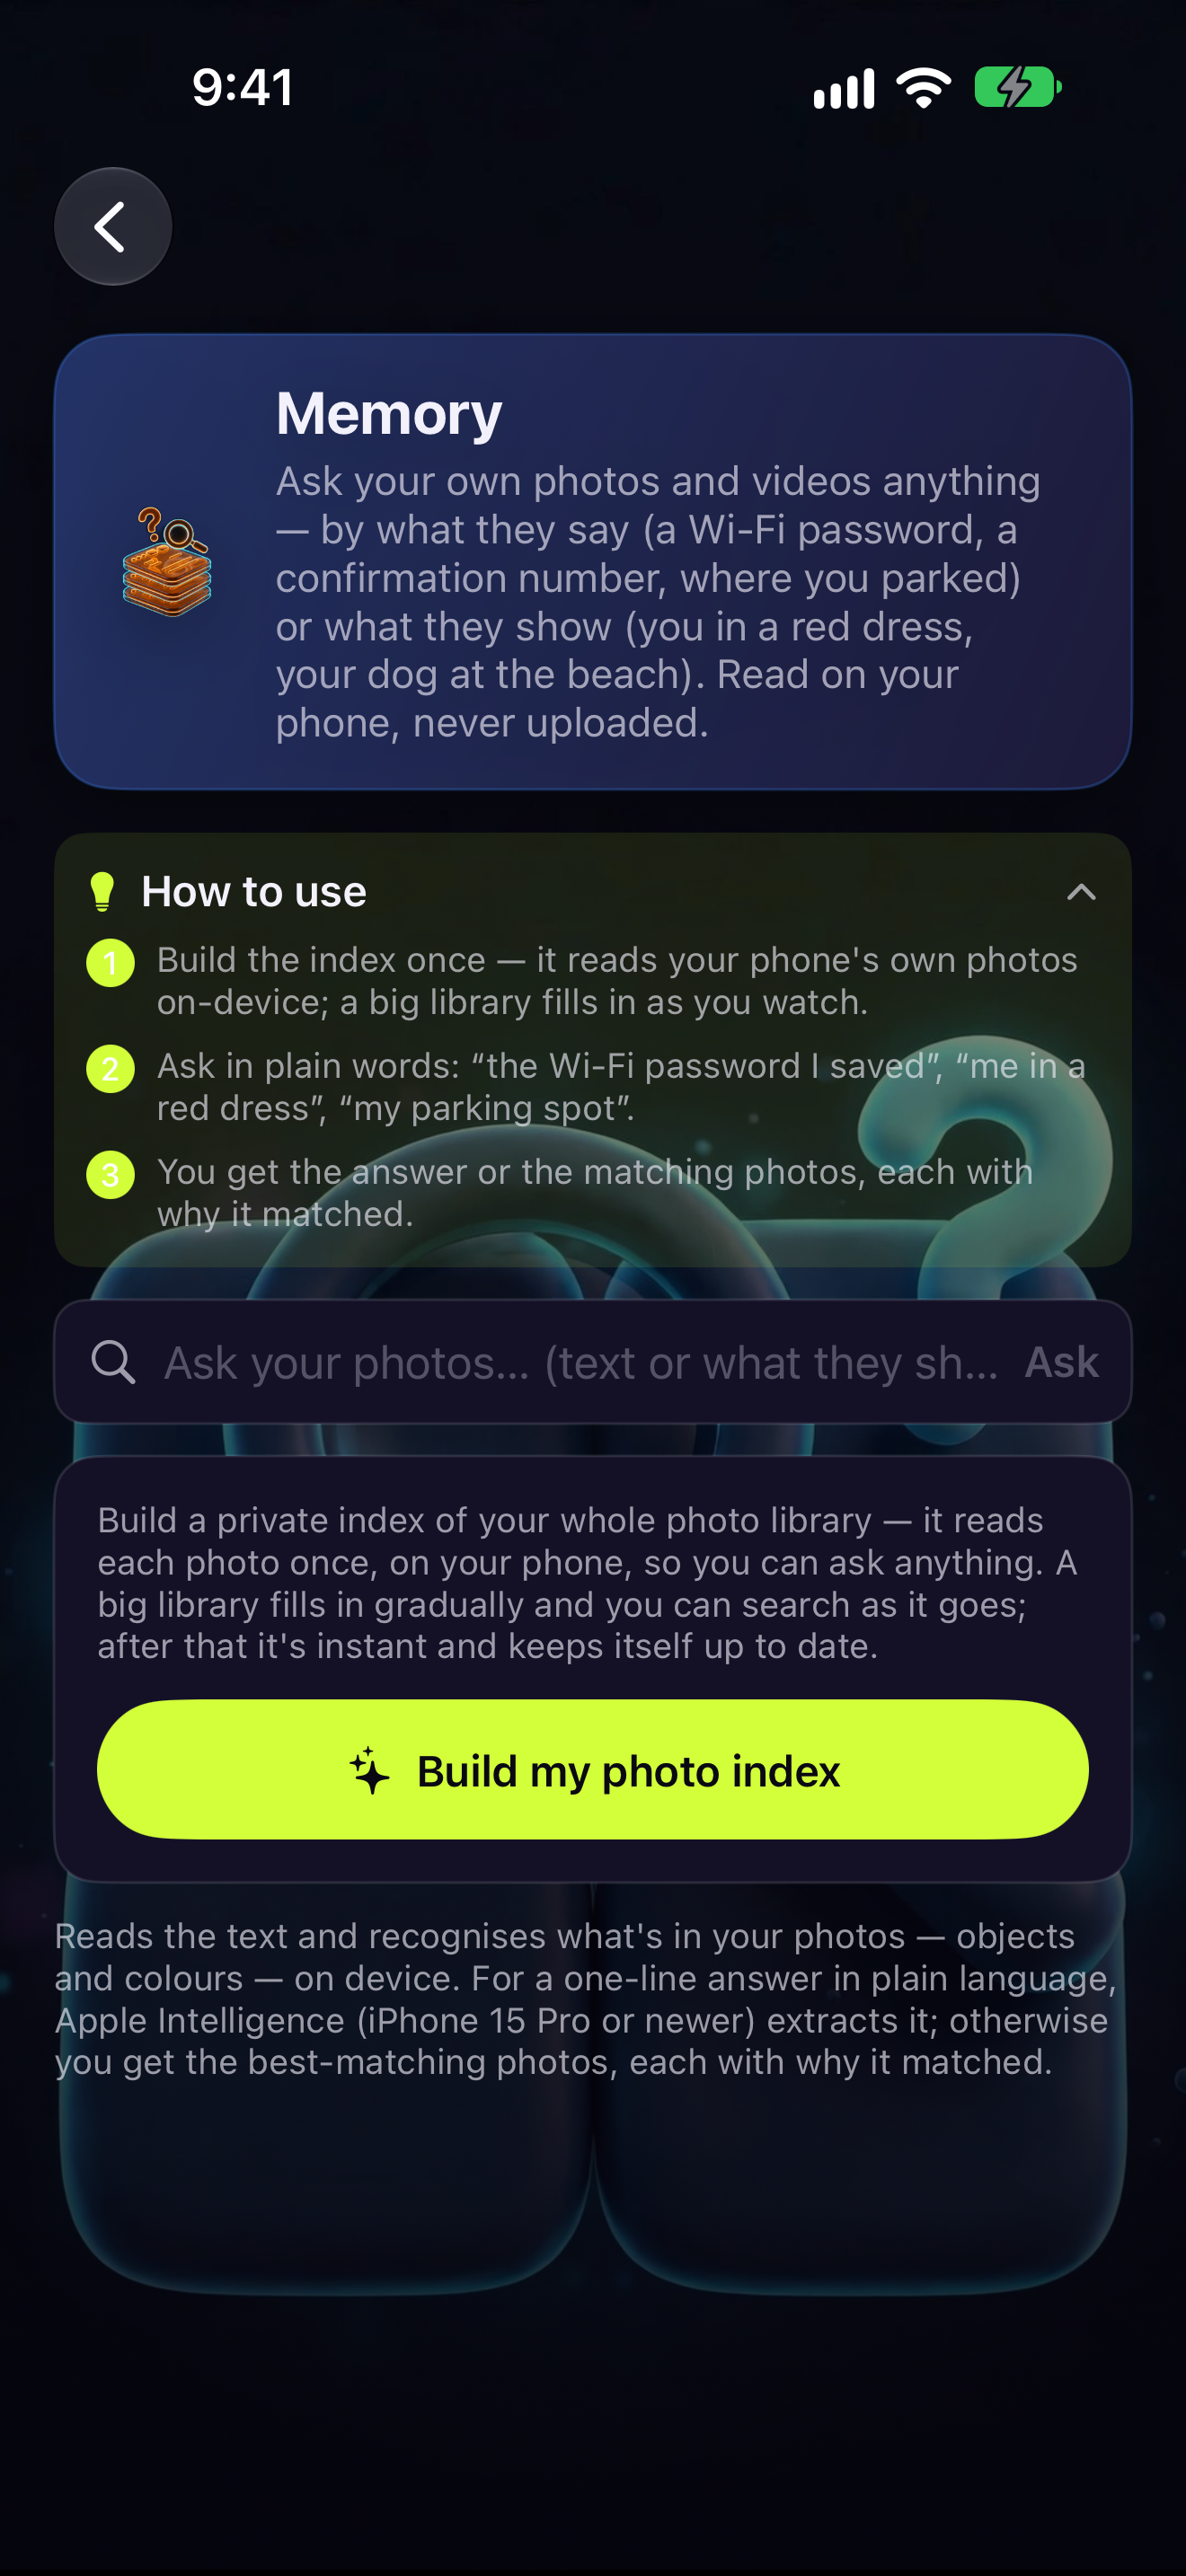 9:41
Memory
Ask your own photos and videos anything
— by what they say (a Wi-Fi password, a
confirmation number, where you parked)
or what they show (you in a red dress,
your dog at the beach). Read on your
phone, never uploaded.
How to use
1 Build the index once — it reads your phone's own photos
on-device; a big library fills in as you watch.
2 Ask in plain words: “the Wi-Fi password I saved”, “me in a
red dress”, “my parking spot”.
3 You get the answer or the matching photos, each with
why it matched.
Ask your photos... (text or what they sh... Ask
Build a private index of your whole photo library — it reads
each photo once, on your phone, so you can ask anything. A
big library fills in gradually and you can search as it goes;
after that it's instant and keeps itself up to date.
Build my photo index
Reads the text and recognises what's in your photos — objects
and colours — on device. For a one-line answer in plain language,
Apple Intelligence (iPhone 15 Pro or newer) extracts it; otherwise
you get the best-matching photos, each with why it matched.